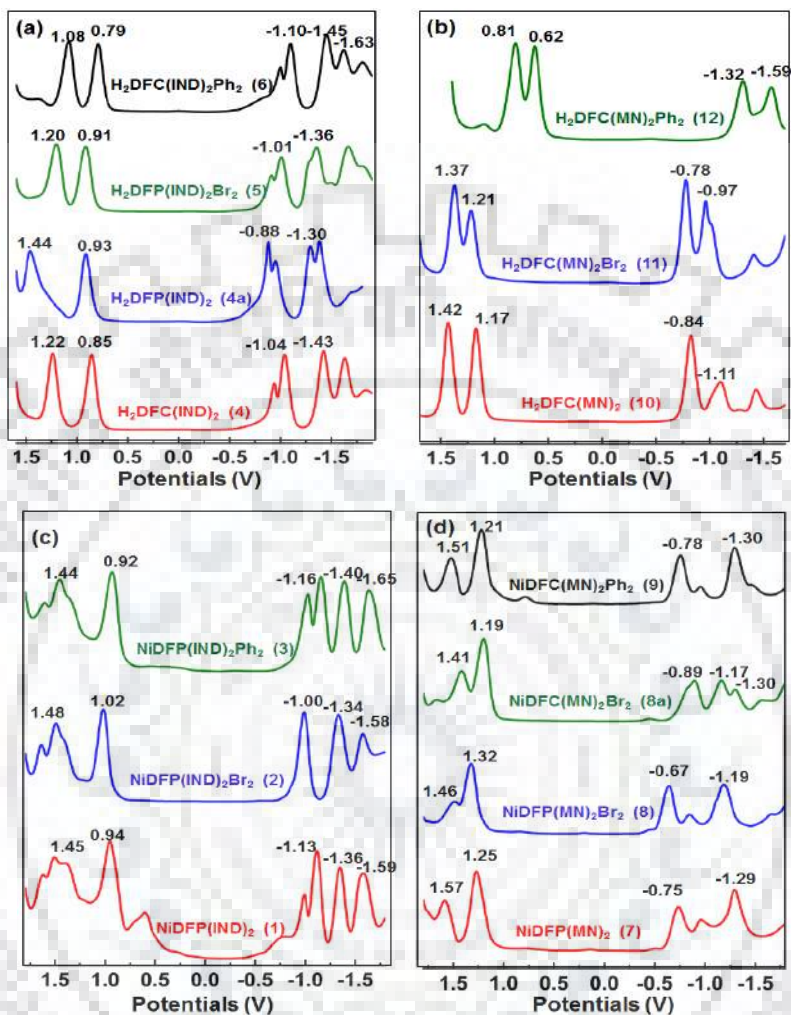 (a)
1.08 0.79 -1.10 -1.45 -1.63
H₂DFC(IND)₂Ph₂ (6)
1.20 0.91 -1.01 -1.36
H₂DFP(IND)₂Br₂ (5)
1.44 0.93 -0.88 -1.30
H₂DFP(IND)₂ (4a)
1.22 0.85 -1.04 -1.43
H₂DFC(IND)₂ (4)
1.5 1.0 0.5 0.0 -0.5 -1.0 -1.5
Potentials (V)
(b)
0.81 0.62 -1.32 -1.59
H₂DFC(MN)₂Ph₂ (12)
1.37 1.21 -0.78 -0.97
H₂DFC(MN)₂Br₂ (11)
1.42 1.17 -0.84 -1.11
H₂DFC(MN)₂ (10)
1.5 1.0 0.5 0.0 -0.5 -1.0 -1.5
Potentials (V)
(c)
1.44 0.92 -1.16 -1.40 -1.65
NiDFP(IND)₂Ph₂ (3)
1.48 1.02 -1.00 -1.34 -1.58
NiDFP(IND)₂Br₂ (2)
1.45 0.94 -1.13 -1.36 -1.59
NiDFP(IND)₂ (1)
1.5 1.0 0.5 0.0 -0.5 -1.0 -1.5
Potentials (V)
(d)
1.51 1.21 -0.78 -1.30
NiDFC(MN)₂Ph₂ (9)
1.41 1.19 -0.89 -1.17 -1.30
NiDFC(MN)₂Br₂ (8a)
1.46 1.32 -0.67 -1.19
NiDFP(MN)₂Br₂ (8)
1.57 1.25 -0.75 -1.29
NiDFP(MN)₂ (7)
1.5 1.0 0.5 0.0 -0.5 -1.0 -1.5
Potentials (V)